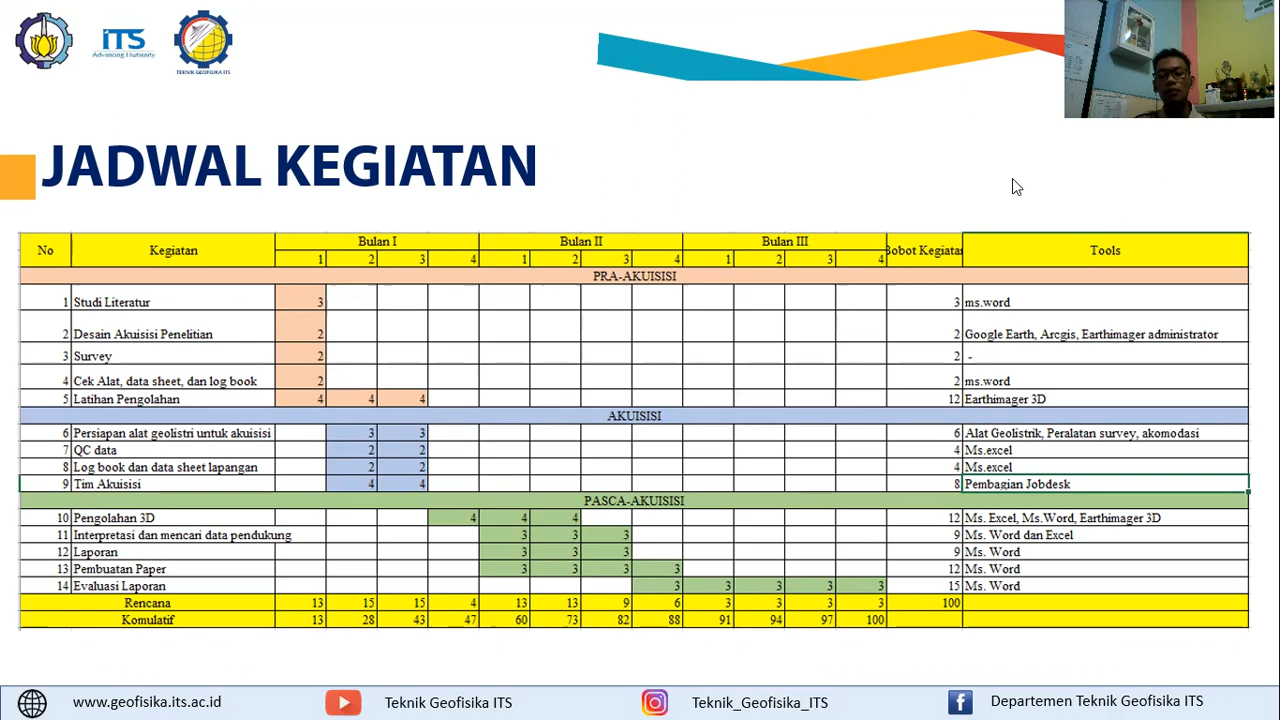 ITS
Advancing Humanity
TEKNIK GEOFISIKA ITS
JADWAL KEGIATAN
No Kegiatan Bulan I Bulan II Bulan III Bobot Kegiatan Tools
1 2 3 4 1 2 3 4 1 2 3 4
PRA-AKUISISI
1 Studi Literatur 3 3 ms.word
2 Desain Akuisisi Penelitian 2 2 Google Earth, Arcgis, Earthimager administrator
3 Survey 2 2 -
4 Cek Alat, data sheet, dan log book 2 2 ms.word
5 Latihan Pengolahan 4 4 4 12 Earthimager 3D
AKUISISI
6 Persiapan alat geolistri untuk akuisisi 3 3 6 Alat Geolistrik, Peralatan survey, akomodasi
7 QC data 2 2 4 Ms.excel
8 Log book dan data sheet lapangan 2 2 4 Ms.excel
9 Tim Akuisisi 4 4 8 Pembagian Jobdesk
PASCA-AKUISISI
10 Pengolahan 3D 4 4 4 12 Ms. Excel, Ms.Word, Earthimager 3D
11 Interpretasi dan mencari data pendukung 3 3 3 9 Ms. Word dan Excel
12 Laporan 3 3 3 9 Ms. Word
13 Pembuatan Paper 3 3 3 3 12 Ms. Word
14 Evaluasi Laporan 3 3 3 3 3 15 Ms. Word
Rencana 13 15 15 4 13 13 9 6 3 3 3 3 100
Komulatif 13 28 43 47 60 73 82 88 91 94 97 100
www.geofisika.its.ac.id Teknik Geofisika ITS Teknik_Geofisika_ITS Departemen Teknik Geofisika ITS